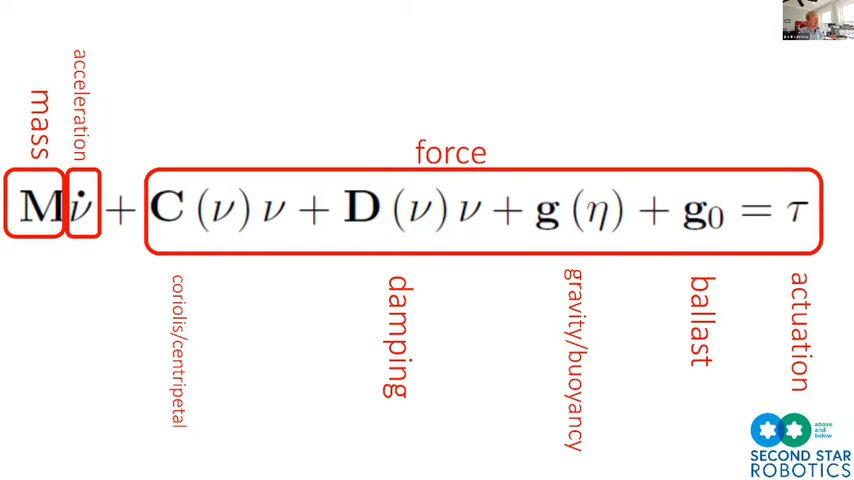 acceleration
mass
force
Mν̇ + C (ν) ν + D (ν) ν + g (η) + g₀ = τ
coriolis/centripetal
damping
gravity/buoyancy
ballast
actuation
above
and
below
SECOND STAR
ROBOTICS